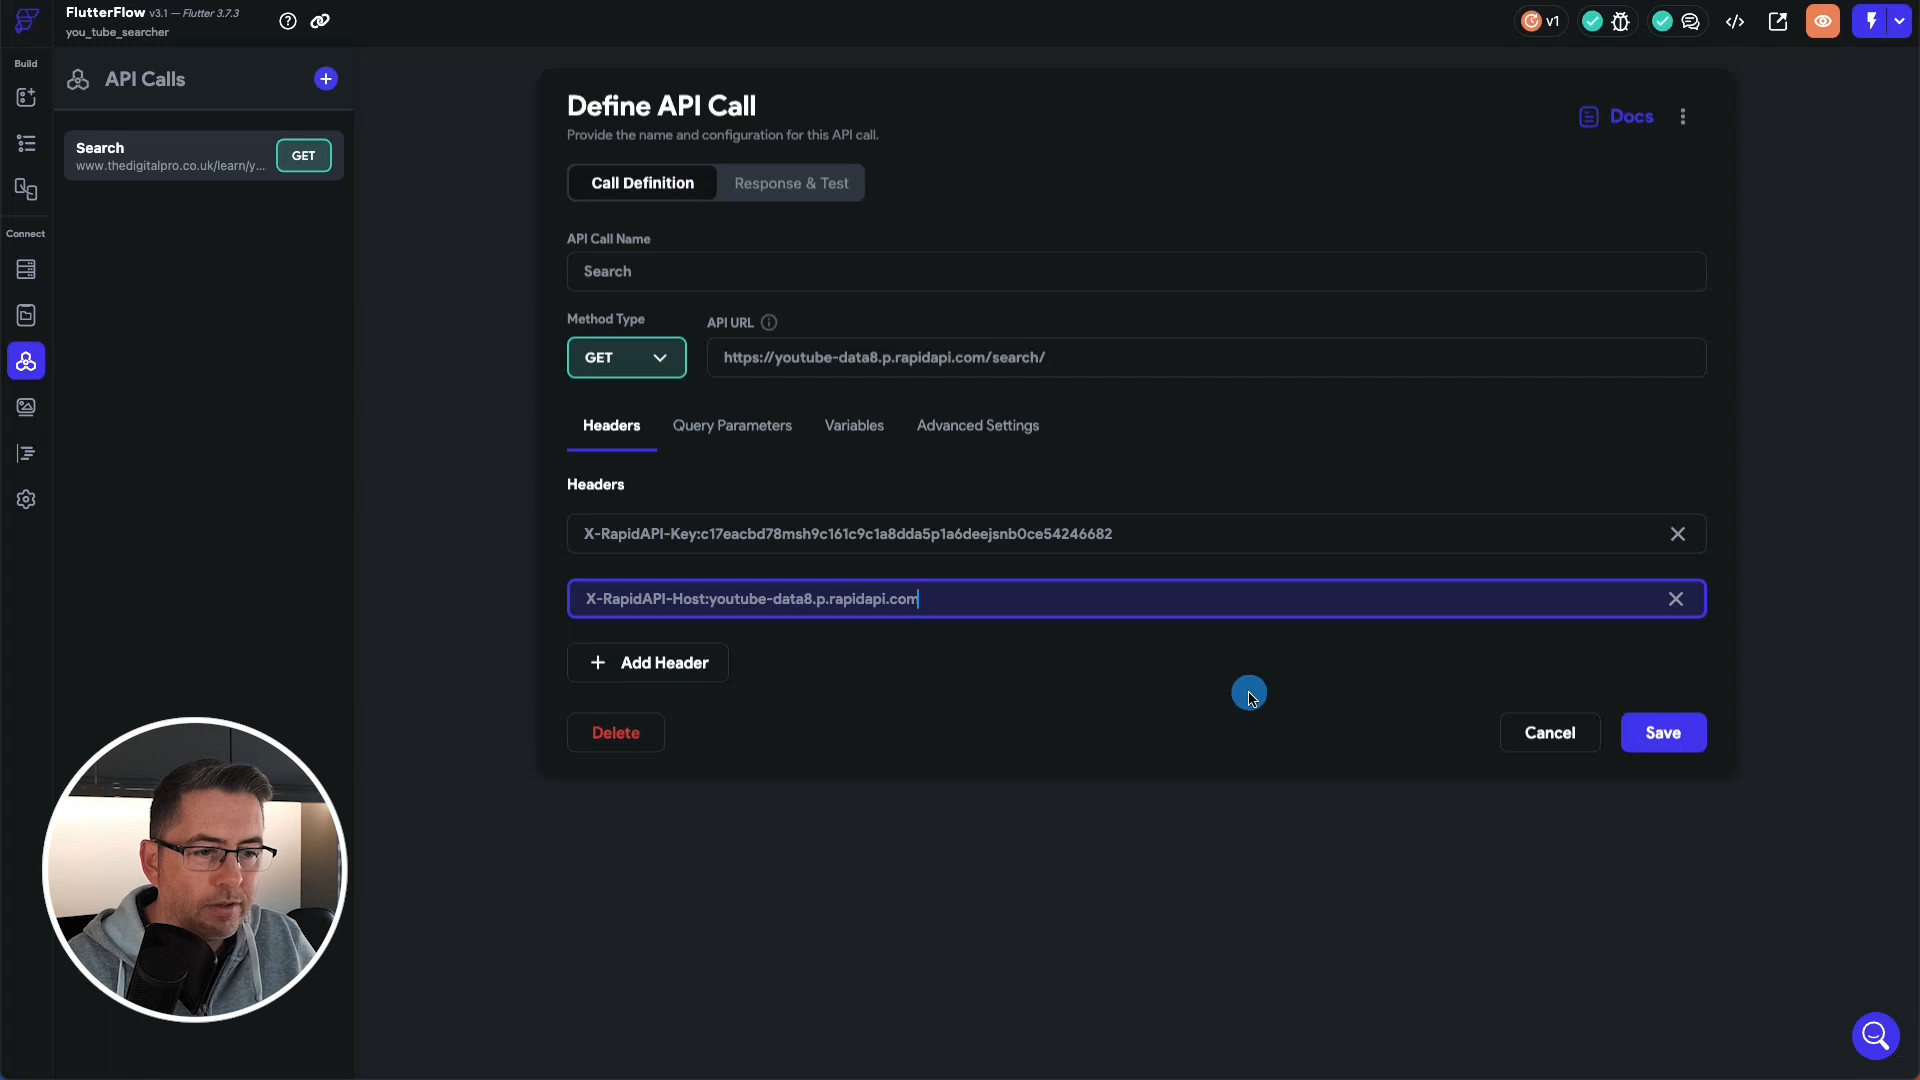 FlutterFlow v3.1 — Flutter 3.7.3
you_tube_searcher
v1
Build
API Calls
Search
www.thedigitalpro.co.uk/learn/y...
GET
Connect
Define API Call
Provide the name and configuration for this API call.
Docs
Call Definition
Response & Test
API Call Name
Search
Method Type
API URL
GET
https://youtube-data8.p.rapidapi.com/search/
Headers
Query Parameters
Variables
Advanced Settings
Headers
X-RapidAPI-Key:c17eacbd78msh9c161c9c1a8dda5p1a6deejsnb0ce54246682
X-RapidAPI-Host:youtube-data8.p.rapidapi.com
Add Header
Delete
Cancel
Save